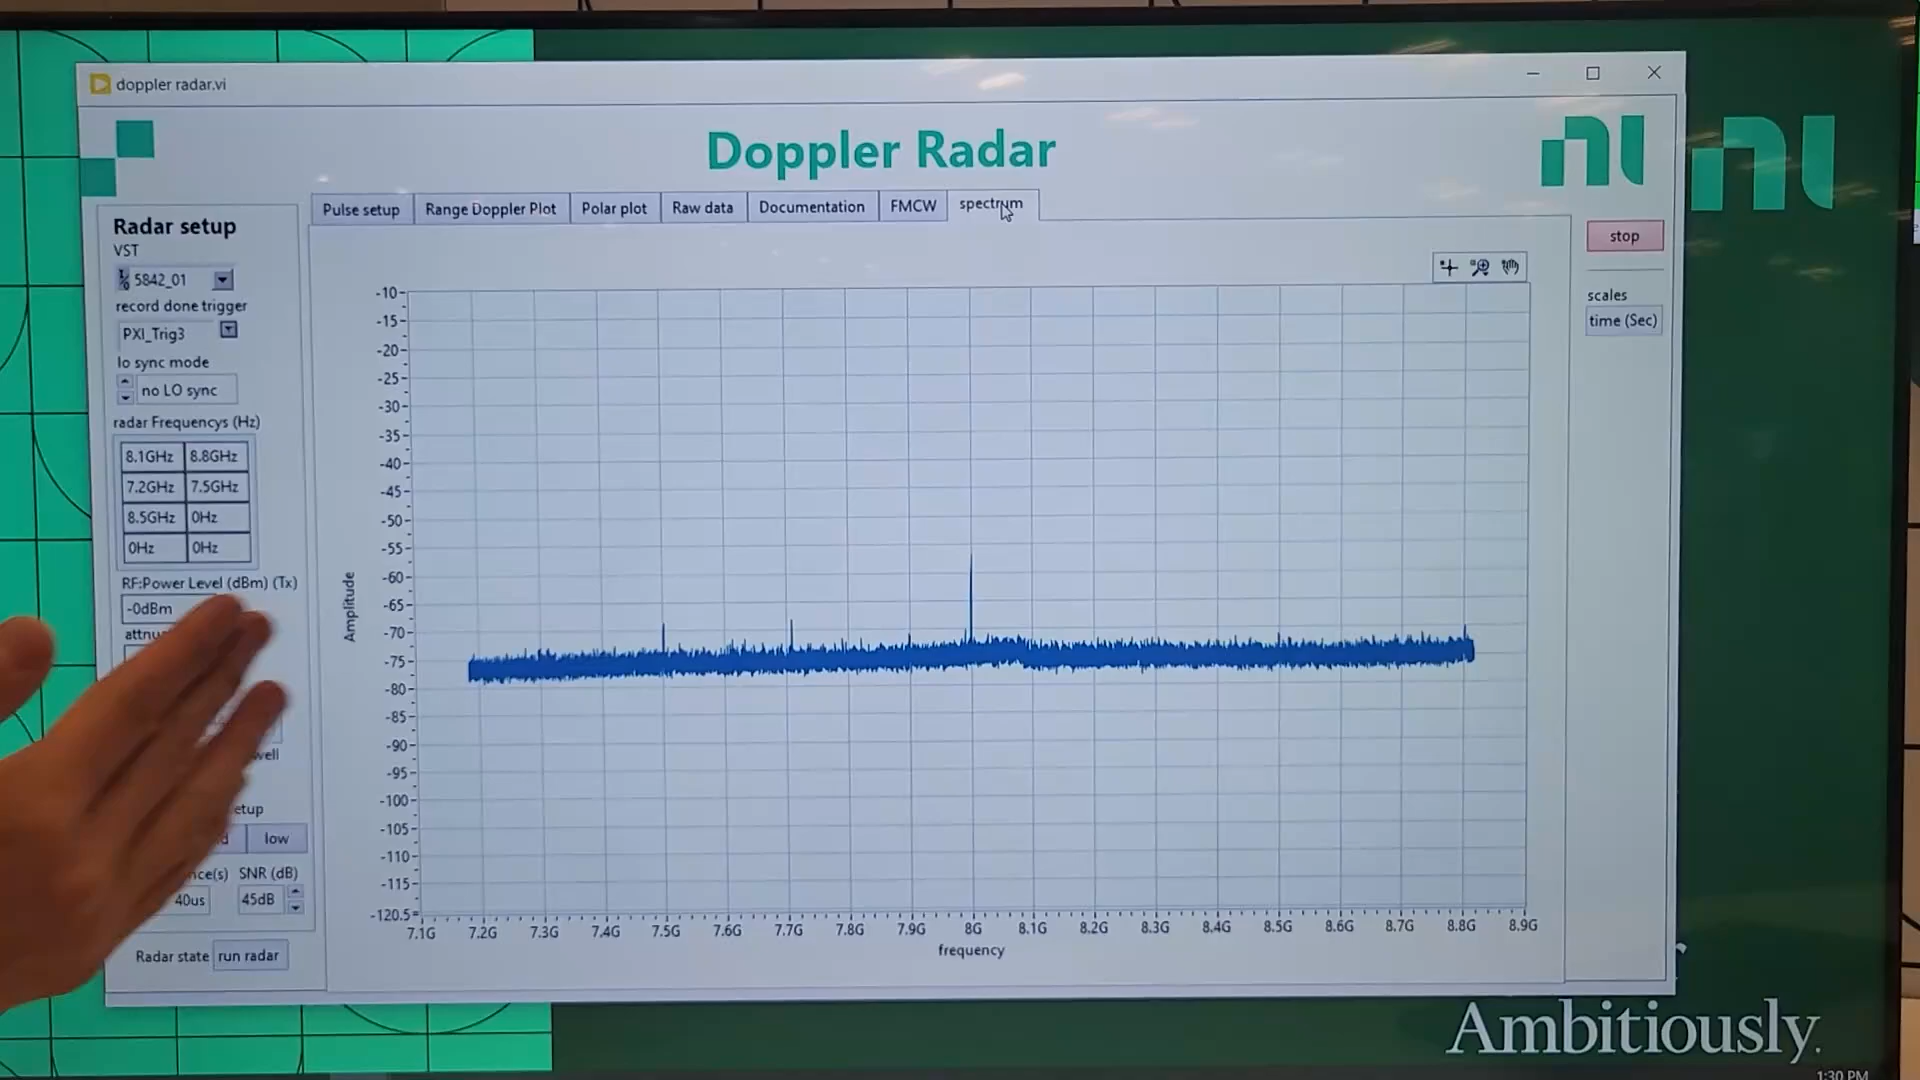 doppler radar.vi
Doppler Radar
ni ni
Pulse setup Range Doppler Plot Polar plot Raw data Documentation FMCW spectrum
Radar setup
VST
5842_01
record done trigger
PXI_Trig3
lo sync mode
no LO sync
radar Frequencys (Hz)
8.1GHz 8.8GHz
7.2GHz 7.5GHz
8.5GHz 0Hz
0Hz 0Hz
RF:Power Level (dBm) (Tx)
-0dBm
low
SNR (dB)
40us 45dB
Radar state run radar
stop
scales
time (Sec)
Amplitude
-10
-15
-20
-25
-30
-35
-40
-45
-50
-55
-60
-65
-70
-75
-80
-85
-90
-95
-100
-105
-110
-115
-120.5
7.1G 7.2G 7.3G 7.4G 7.5G 7.6G 7.7G 7.8G 7.9G 8G 8.1G 8.2G 8.3G 8.4G 8.5G 8.6G 8.7G 8.8G 8.9G
frequency
Ambitiously.
1:30 PM